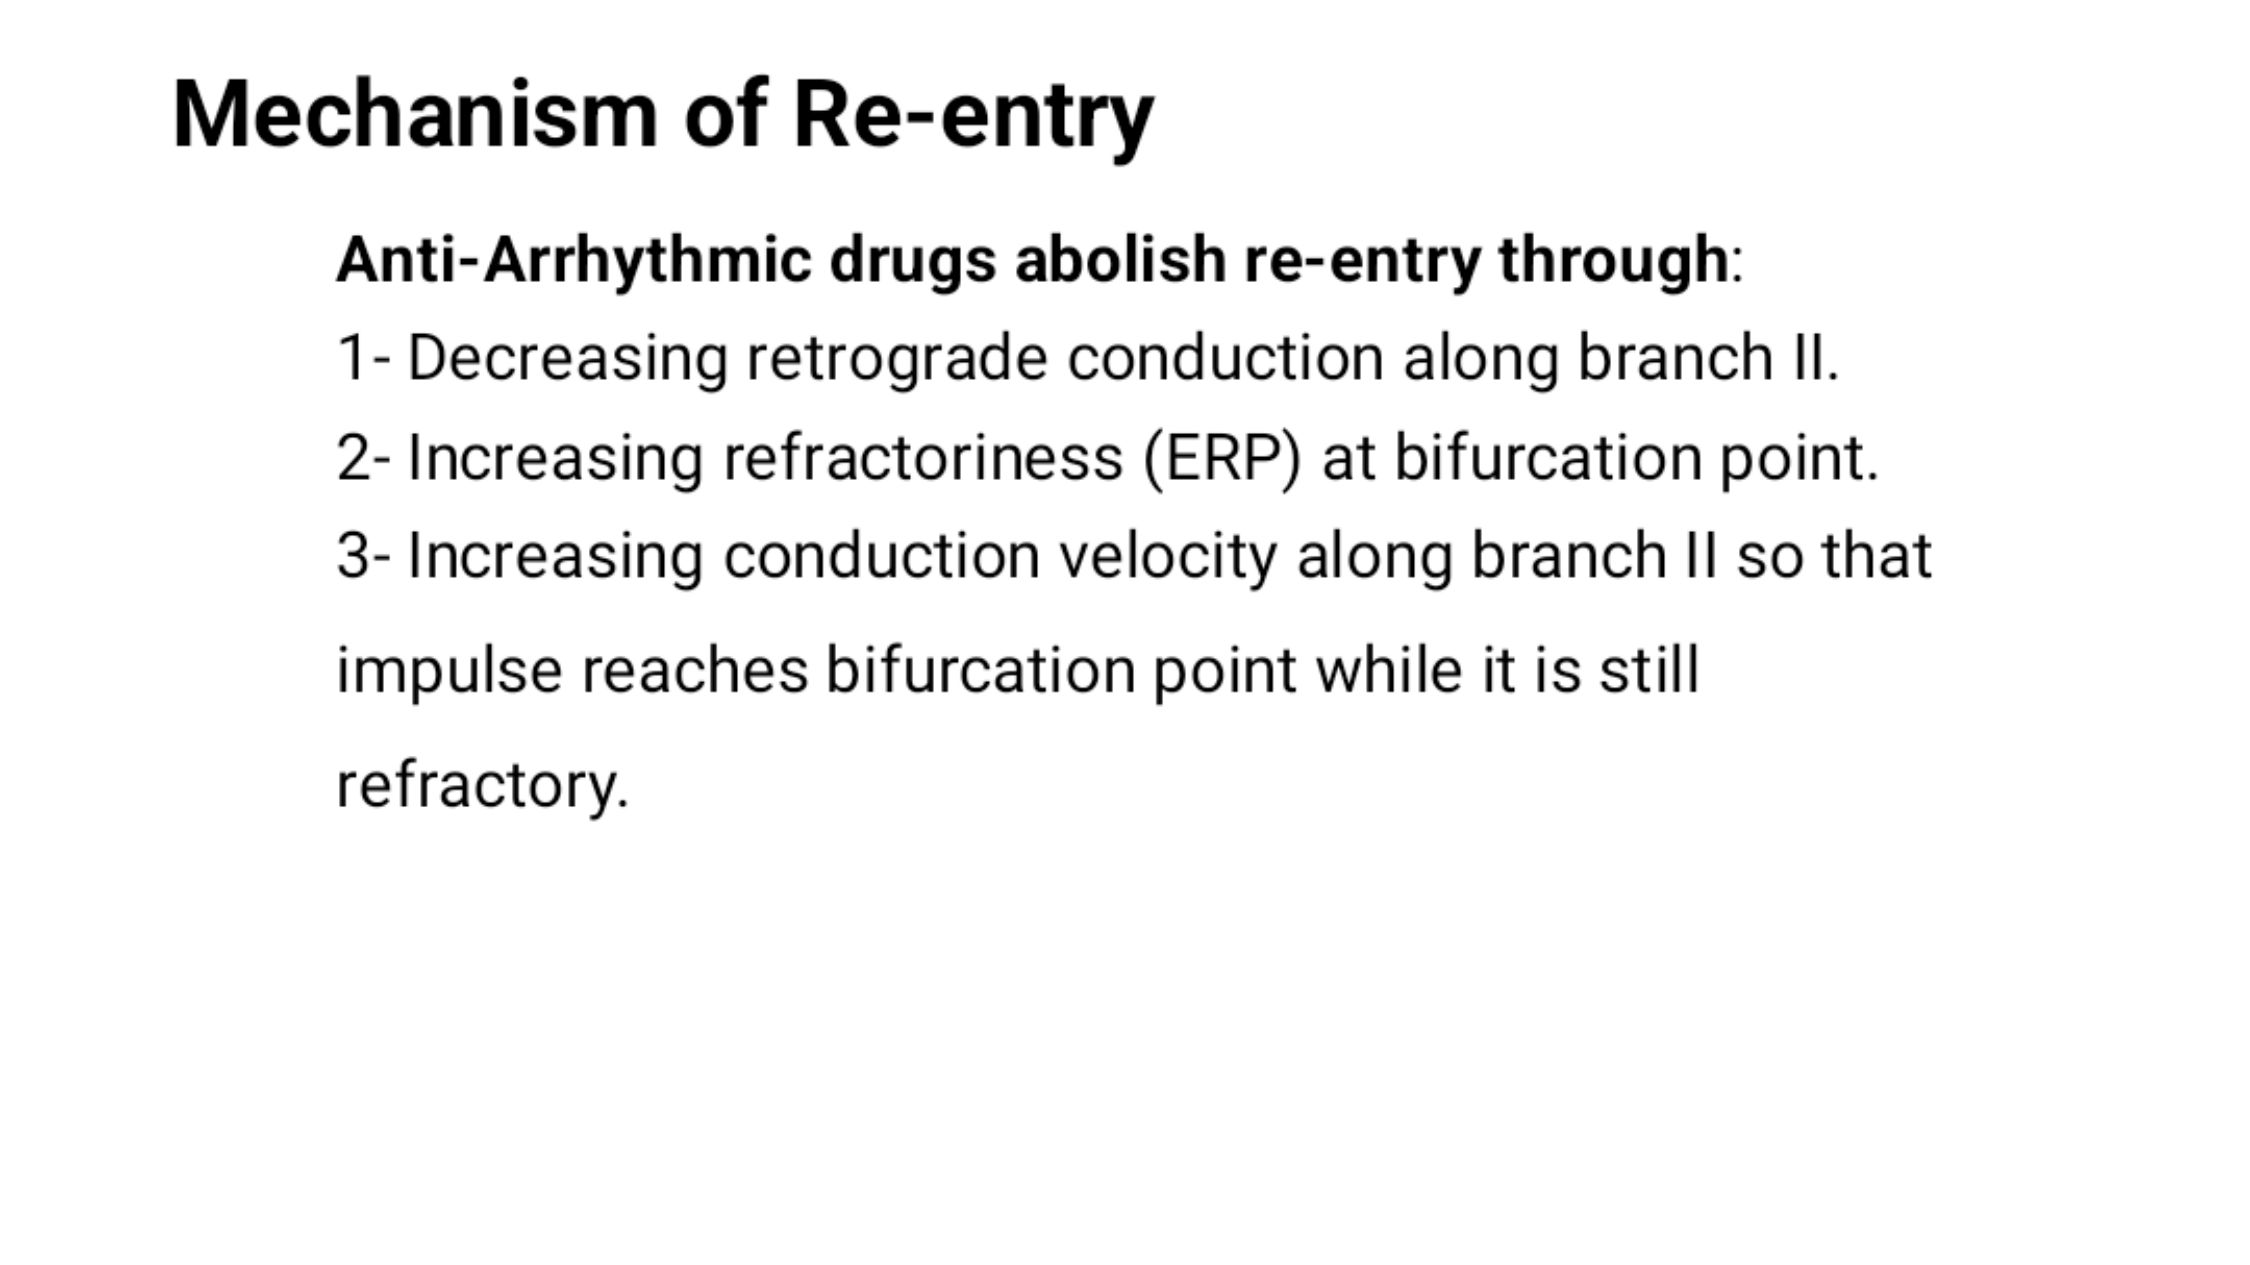 Mechanism of Re-entry
Anti-Arrhythmic drugs abolish re-entry through:
1- Decreasing retrograde conduction along branch II.
2- Increasing refractoriness (ERP) at bifurcation point.
3- Increasing conduction velocity along branch II so that
impulse reaches bifurcation point while it is still
refractory.